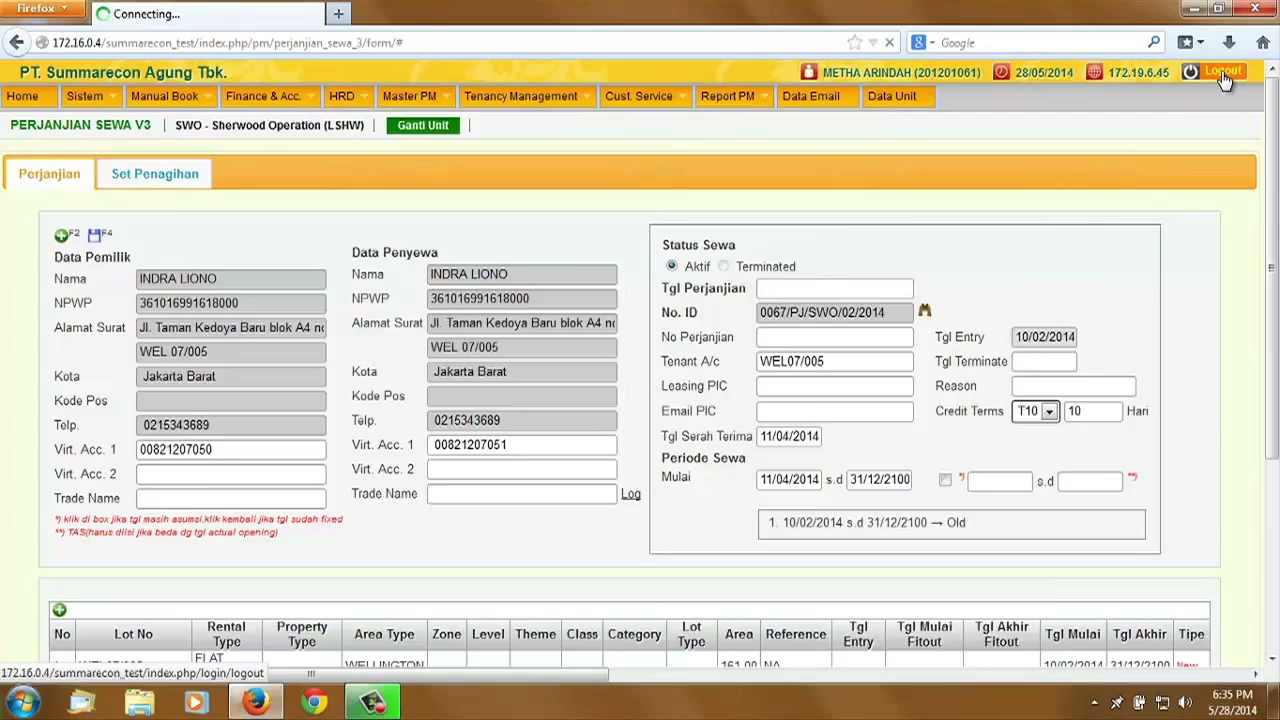 Firefox
Connecting...
172.16.0.4/summarecon_test/index.php/pm/perjanjian_sewa_3/form/#
Google
PT. Summarecon Agung Tbk.
METHA ARINDAH (201201061)
28/05/2014
172.19.6.45
Logout
Home
Sistem
Manual Book
Finance & Acc.
HRD
Master PM
Tenancy Management
Cust. Service
Report PM
Data Email
Data Unit
PERJANJIAN SEWA V3
SWO - Sherwood Operation (LSHW)
Ganti Unit
Perjanjian
Set Penagihan
F2
F4
Data Pemilik
Nama INDRA LIONO
NPWP 361016991618000
Alamat Surat Jl. Taman Kedoya Baru blok A4 no
WEL 07/005
Kota Jakarta Barat
Kode Pos
Telp. 0215343689
Virt. Acc. 1 00821207050
Virt. Acc. 2
Trade Name
*) klik di box jika tgl masih asumsi.klik kembali jika tgl sudah fixed
**) TAS(harus diisi jika beda dg tgl actual opening)
Data Penyewa
Nama INDRA LIONO
NPWP 361016991618000
Alamat Surat Jl. Taman Kedoya Baru blok A4 no
WEL 07/005
Kota Jakarta Barat
Kode Pos
Telp. 0215343689
Virt. Acc. 1 00821207051
Virt. Acc. 2
Trade Name Log
Status Sewa
Aktif Terminated
Tgl Perjanjian
No. ID 0067/PJ/SWO/02/2014
No Perjanjian Tgl Entry 10/02/2014
Tenant A/c WEL07/005 Tgl Terminate
Leasing PIC Reason
Email PIC Credit Terms T10 10 Hari
Tgl Serah Terima 11/04/2014
Periode Sewa
Mulai 11/04/2014 s.d 31/12/2100 *) s.d **)
1. 10/02/2014 s.d 31/12/2100 → Old
No
Lot No
Rental Type
Property Type
Area Type
Zone
Level
Theme
Class
Category
Lot Type
Area
Reference
Tgl Entry
Tgl Mulai Fitout
Tgl Akhir Fitout
Tgl Mulai
Tgl Akhir
Tipe
FLAT WELLINGTON 161.00 NA 10/02/2014 31/12/2100 New
172.16.0.4/summarecon_test/index.php/login/logout
6:35 PM
5/28/2014